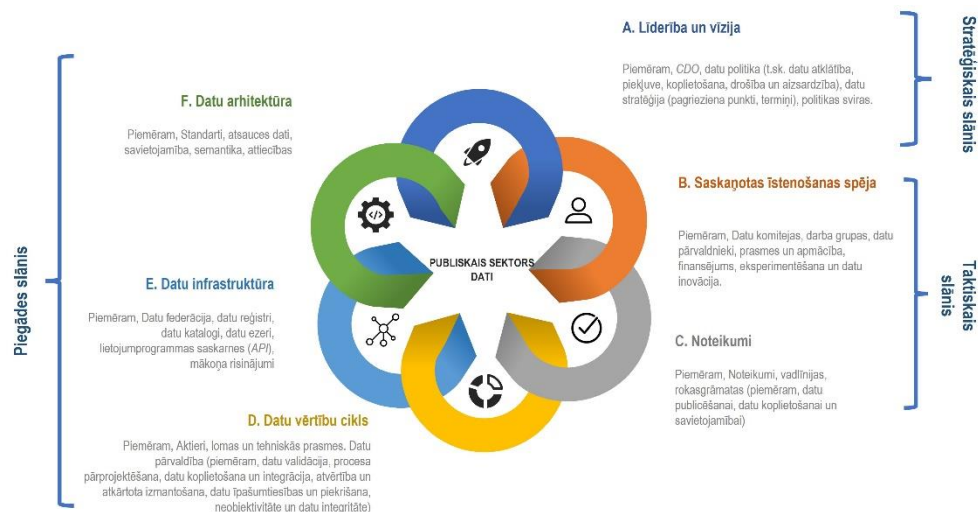 A. Līderība un vīzija
Piemēram, CDO, datu politika (t.sk. datu atklātība,
piekļuve, koplietošana, drošība un aizsardzība), datu
stratēģija (pagrieziena punkti, termiņi), politikas sviras.
Stratēģiskais slānis
B. Saskaņotas īstenošanas spēja
Piemēram, Datu komitejas, darba grupas, datu
pārvaldnieki, prasmes un apmācība,
finansējums, eksperimentēšana un datu
inovācija.
C. Noteikumi
Piemēram, Noteikumi, vadlīnijas,
rokasgrāmatas (piemēram, datu
publicēšanai, datu koplietošanai un
savietojamībai)
Taktiskais
slānis
F. Datu arhitektūra
Piemēram, Standarti, atsauces dati,
savietojamība, semantika, attiecības
E. Datu infrastruktūra
Piemēram, Datu federācija, datu reģistri,
datu katalogi, datu ezeri,
lietojumprogrammas saskarnes (API),
mākoņa risinājumi
D. Datu vērtību cikls
Piemēram, Aktieri, lomas un tehniskās prasmes. Datu
pārvaldība (piemēram, datu validācija, procesa
pārprojektēšana, datu koplietošana un integrācija, atvērtība un
atkārtota izmantošana, datu īpašumtiesības un piekrišana,
neobjektivitāte un datu integritāte)
Piegādes slānis
PUBLISKAIS SEKTORS
DATI